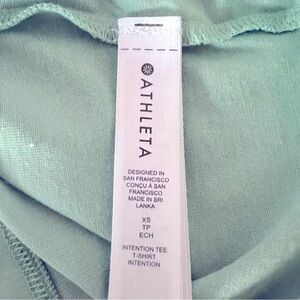 ATHLETA
DESIGNED IN
SAN FRANCISCO
CONÇU À SAN
FRANCISCO
MADE IN SRI
LANKA
XS
TP
ECH
INTENTION TEE
T-SHIRT
INTENTION